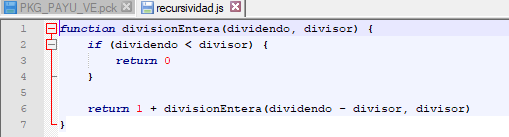 PKG_PAYU_VE.pck recursividad.js
1 function divisionEntera(dividendo, divisor) {
2 if (dividendo < divisor) {
3 return 0
4 }
5
6 return 1 + divisionEntera(dividendo - divisor, divisor)
7 }